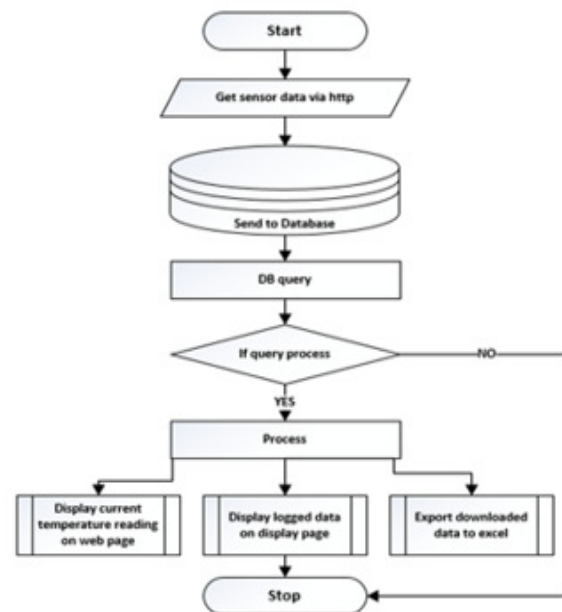 Start
Get sensor data via http
Send to Database
DB query
If query process
NO
YES
Process
Display current
temperature reading
on web page
Display logged data
on display page
Export downloaded
data to excel
Stop